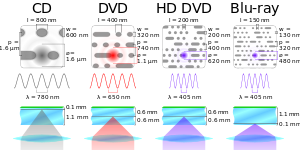 CD DVD HD DVD Blu-ray
l = 800 nm l = 400 nm l = 200 nm l = 150 nm
w = 600 nm w = 320 nm w = 200 nm w = 130 nm
p = 1.6 μm p = 740 nm p = 400 nm p = 320 nm
ø = 1.6 μm ø = 1.1 μm ø = 620 nm ø = 480 nm
λ = 780 nm λ = 650 nm λ = 405 nm λ = 405 nm
0.1 mm 0.6 mm 0.6 mm 1.1 mm
1.1 mm 0.6 mm 0.6 mm 0.1 mm